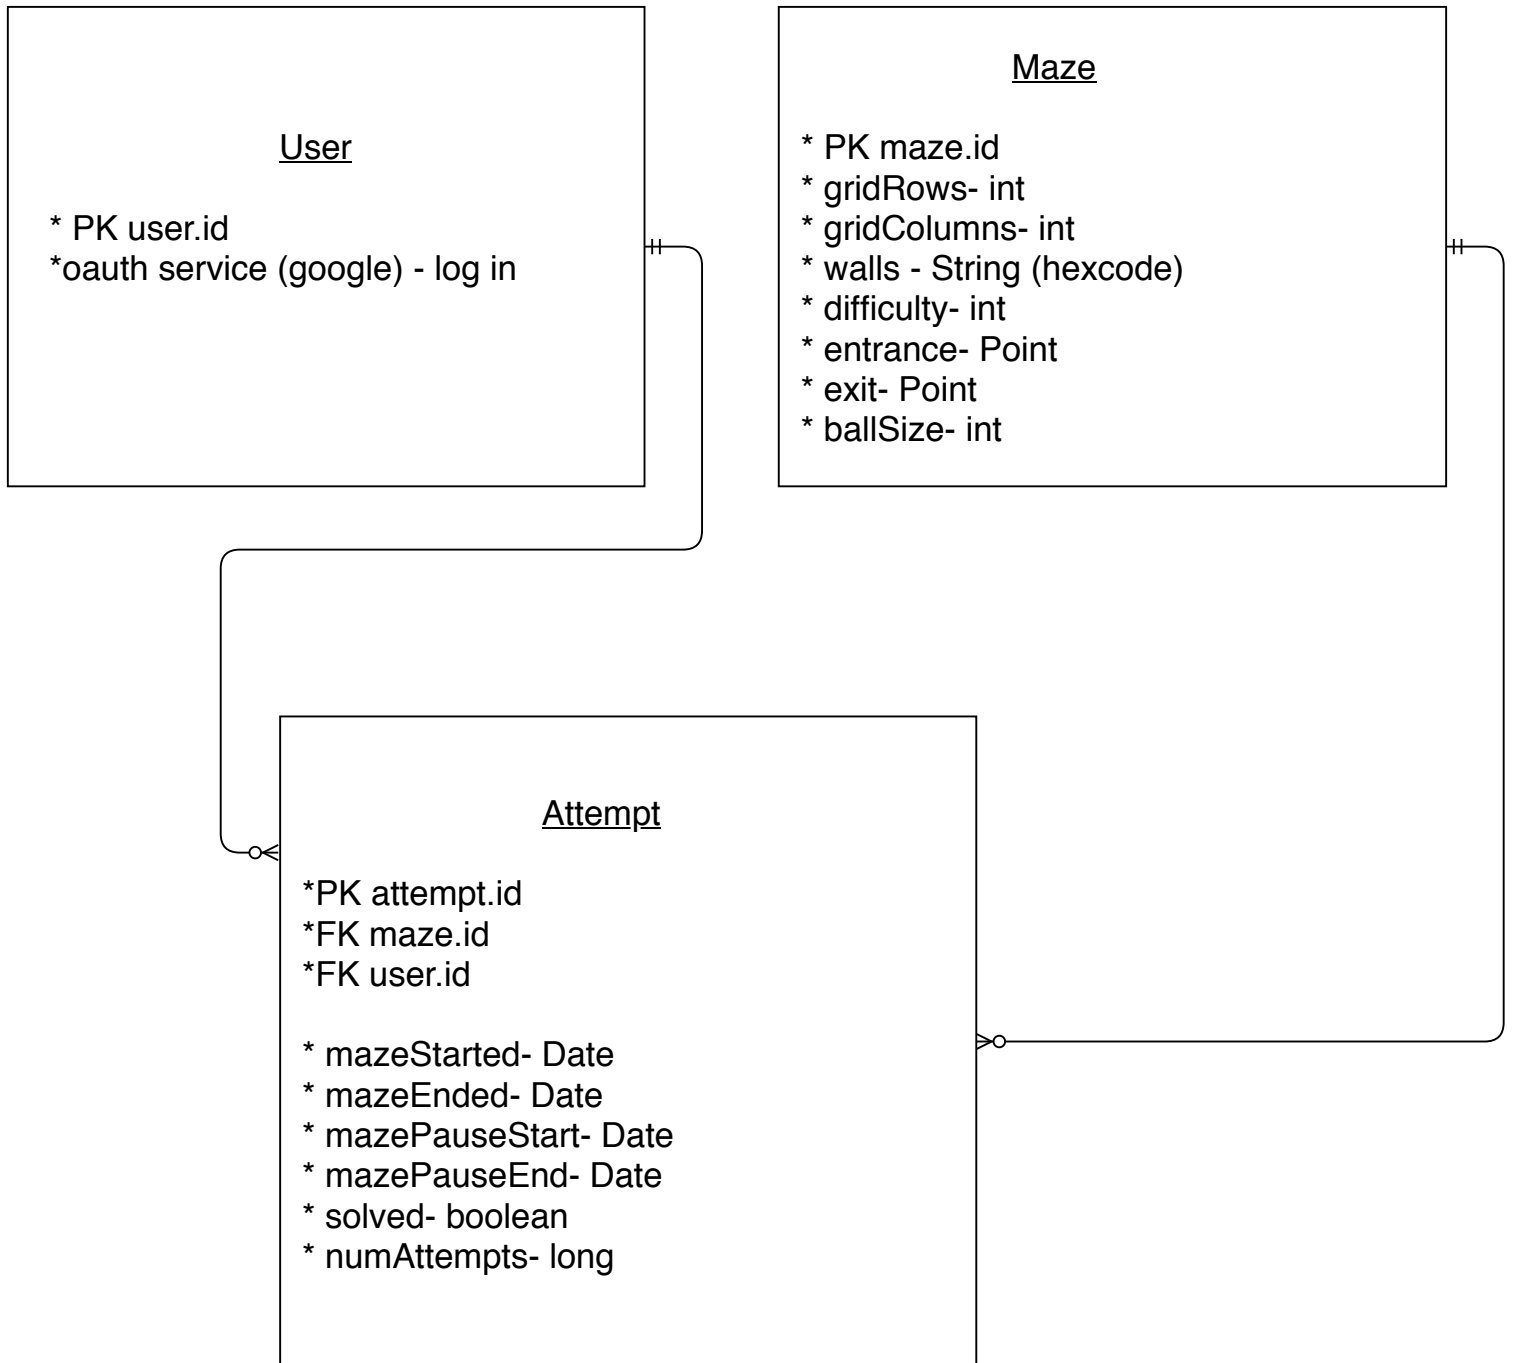 User
* PK user.id
*oauth service (google) - log in
Maze
* PK maze.id
* gridRows- int
* gridColumns- int
* walls - String (hexcode)
* difficulty- int
* entrance- Point
* exit- Point
* ballSize- int
Attempt
*PK attempt.id
*FK maze.id
*FK user.id
* mazeStarted- Date
* mazeEnded- Date
* mazePauseStart- Date
* mazePauseEnd- Date
* solved- boolean
* numAttempts- long